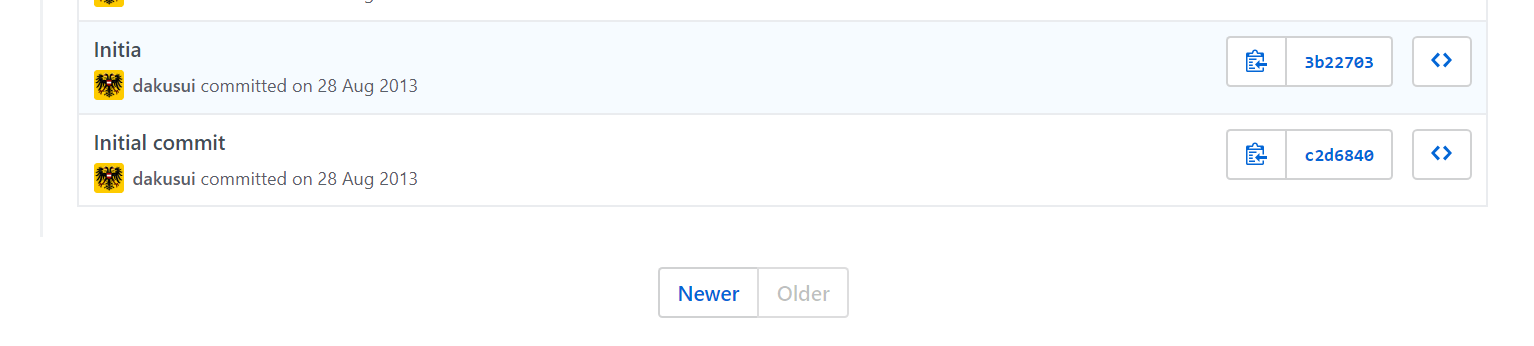 Initia
3b22703
dakusui committed on 28 Aug 2013
Initial commit
c2d6840
dakusui committed on 28 Aug 2013
Newer Older